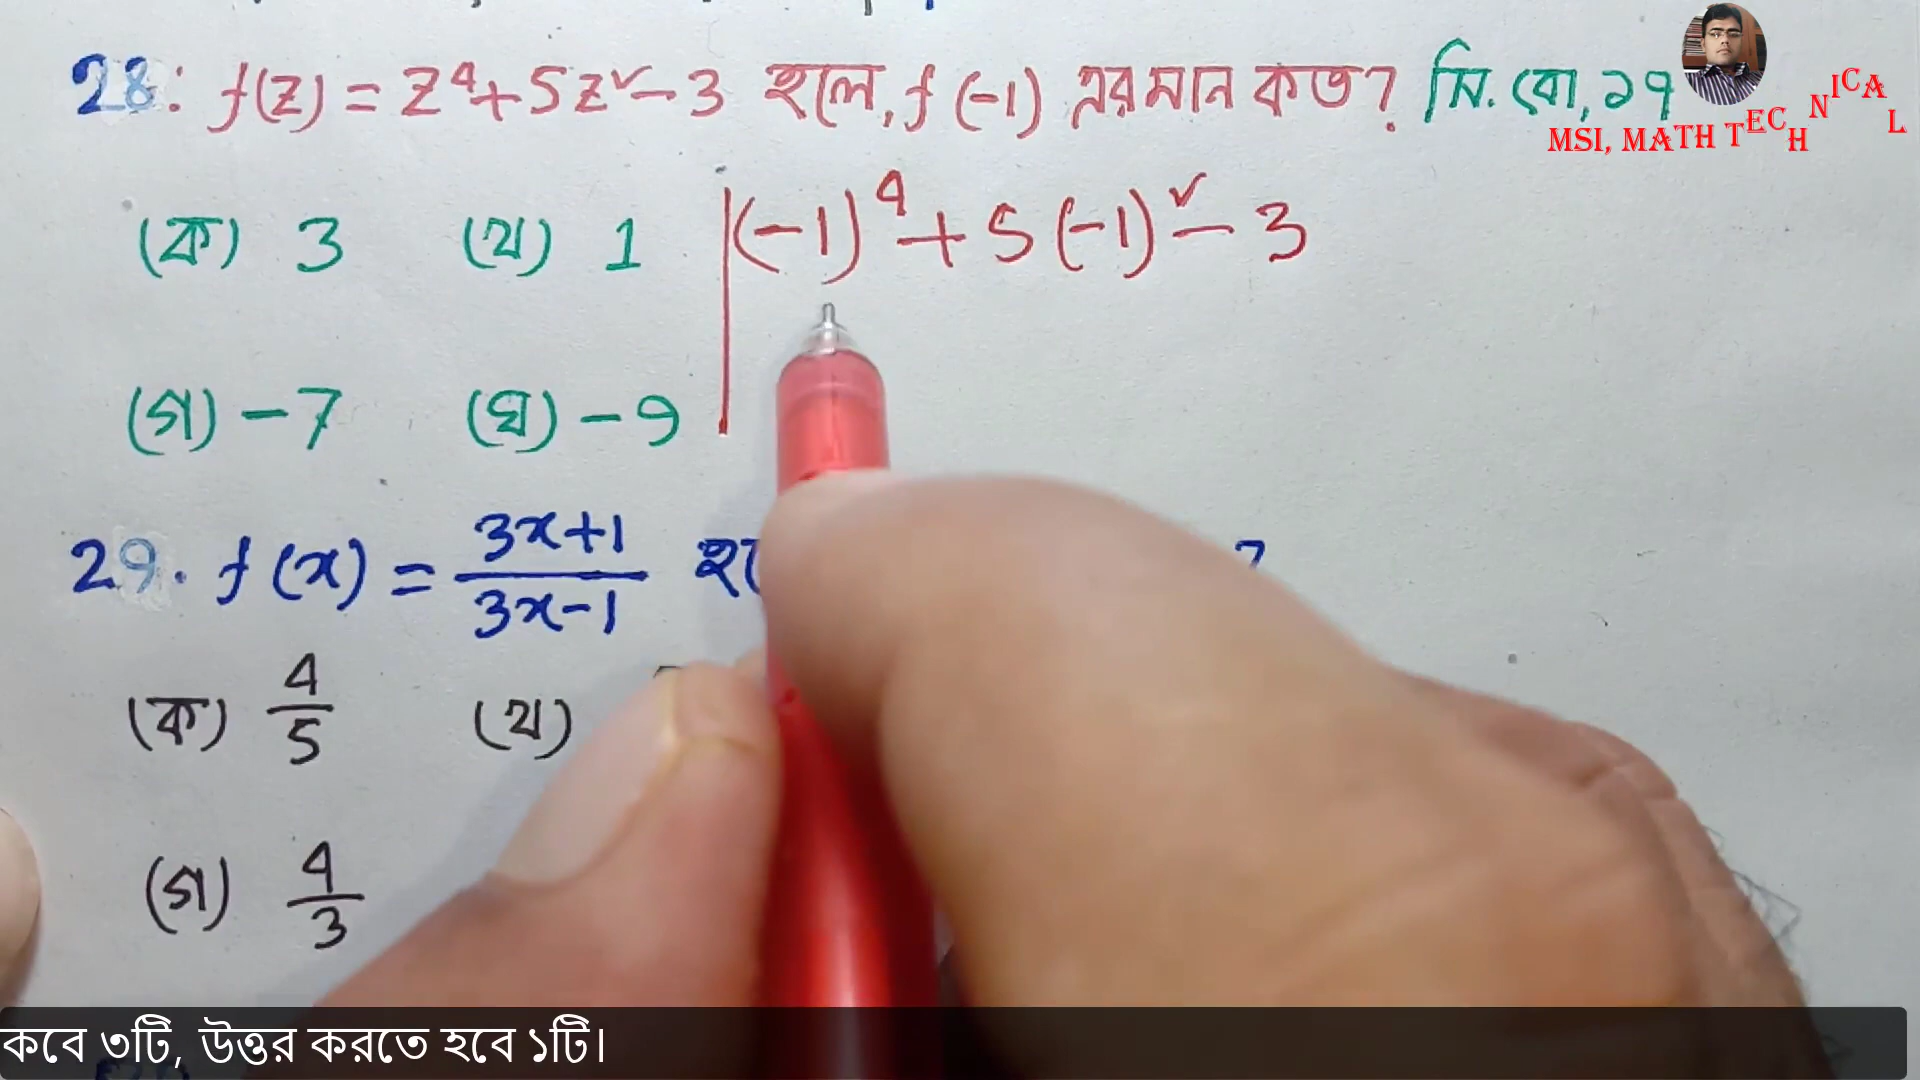 28: f(z) = z⁴+5z²-3 হলে, f(-1) এর মান কত? সি. বো, ১৭
MSI, MATH TECHNICAL
(ক) 3 (খ) 1
(-1)⁴+5(-1)²-3
(গ) -7 (ঘ) -9
29. f(x) = (3x+1)/(3x-1)
(ক) 4/5 (খ)
(গ) 4/3
কবে ৩টি, উত্তর করতে হবে ১টি।